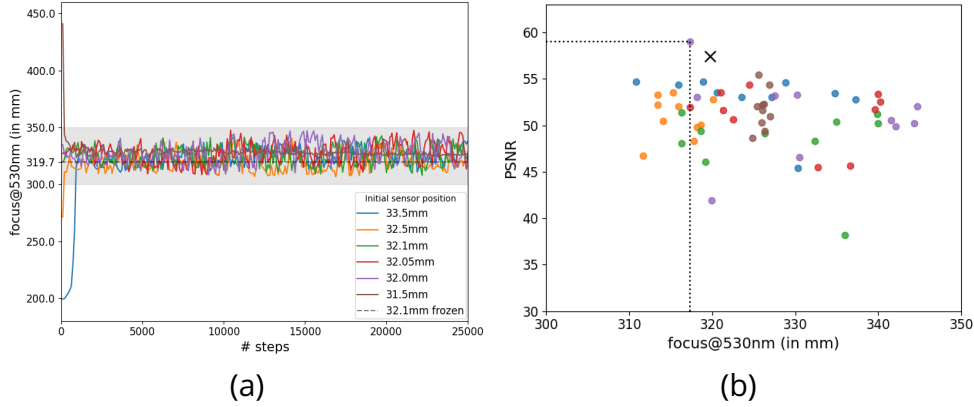 450.0
400.0
350.0
319.7
300.0
250.0
200.0
focus@530nm (in mm)
0
5000
10000
15000
20000
25000
# steps
Initial sensor position
33.5mm
32.5mm
32.1mm
32.05mm
32.0mm
31.5mm
32.1mm frozen
(a)
60
55
50
45
40
35
30
PSNR
300
310
320
330
340
350
focus@530nm (in mm)
(b)